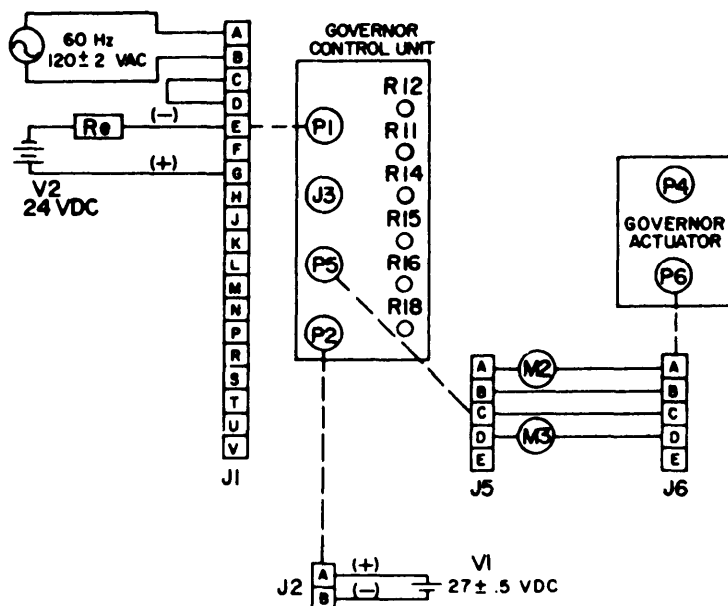 60 Hz
120 ± 2 VAC
Re
(-)
(+)
V2
24 VDC
A
B
C
D
E
F
G
H
J
K
L
M
N
P
R
S
T
U
V
J1
GOVERNOR
CONTROL UNIT
P1
J3
P5
P2
R12
R11
R14
R15
R16
R18
P4
GOVERNOR
ACTUATOR
P6
A
B
C
D
E
J5
M2
M3
A
B
C
D
E
J6
J2
A
B
(+)
(-)
V1
27 ± .5 VDC